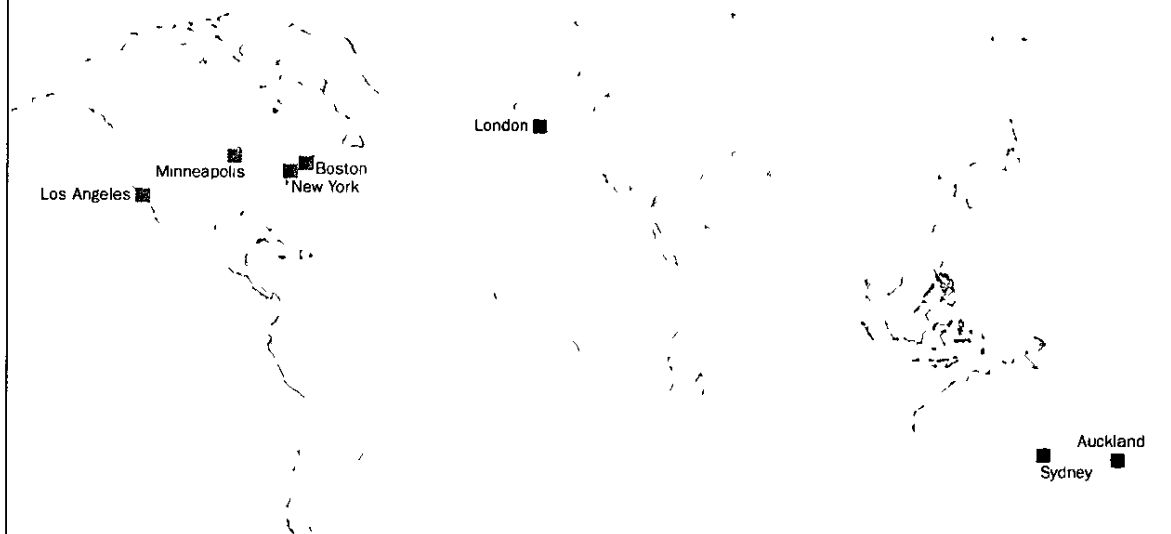 London
Minneapolis
Boston
New York
Los Angeles
Auckland
Sydney